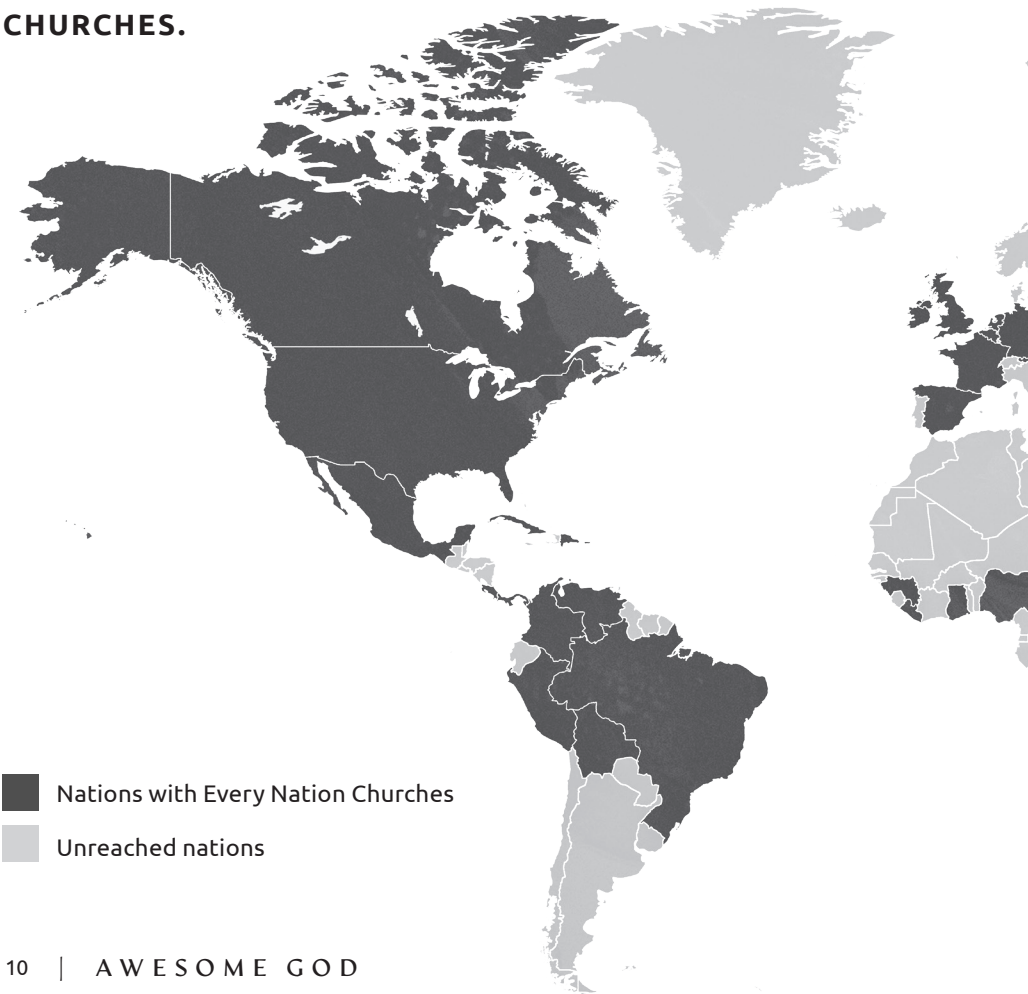 CHURCHES.
Nations with Every Nation Churches
Unreached nations
10 | AWESOME GOD